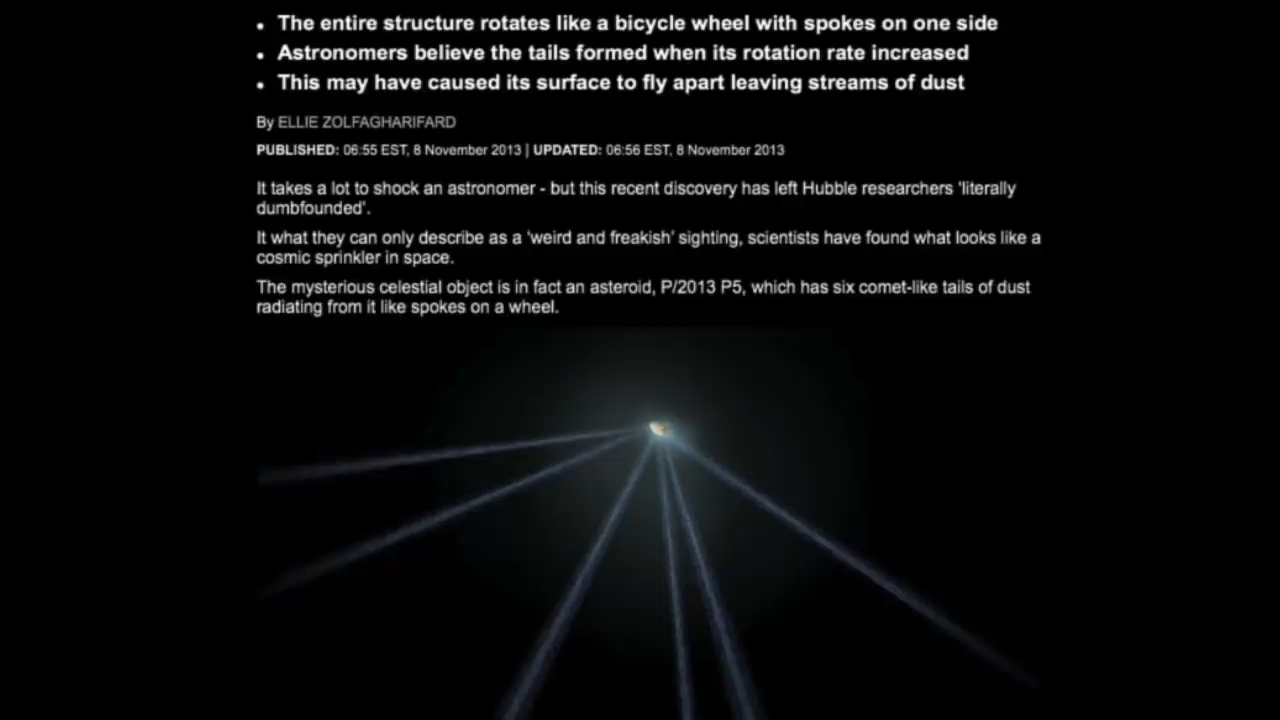 • The entire structure rotates like a bicycle wheel with spokes on one side
• Astronomers believe the tails formed when its rotation rate increased
• This may have caused its surface to fly apart leaving streams of dust
By ELLIE ZOLFAGHARIFARD
PUBLISHED: 06:55 EST, 8 November 2013 | UPDATED: 06:56 EST, 8 November 2013
It takes a lot to shock an astronomer - but this recent discovery has left Hubble researchers 'literally
dumbfounded'.
It what they can only describe as a 'weird and freakish' sighting, scientists have found what looks like a
cosmic sprinkler in space.
The mysterious celestial object is in fact an asteroid, P/2013 P5, which has six comet-like tails of dust
radiating from it like spokes on a wheel.